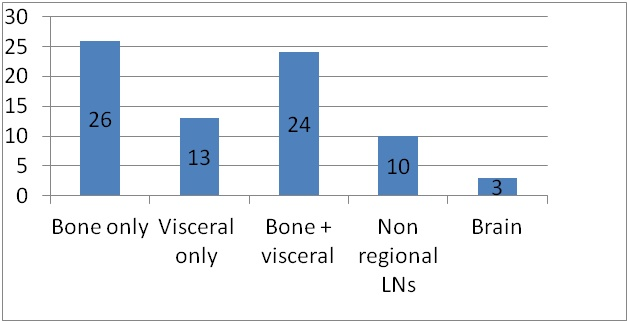 30
25
20
15
10
5
0
26
13
24
10
3
Bone only
Visceral
only
Bone +
visceral
Non
regional
LNs
Brain